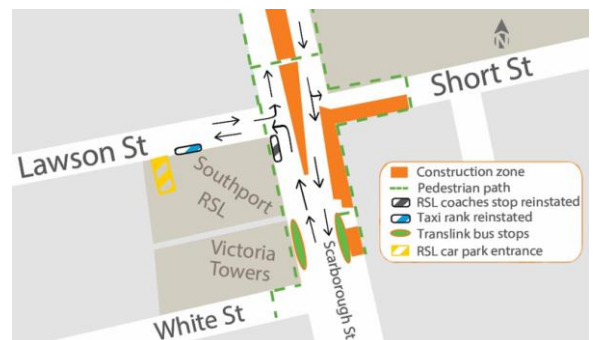 N
Short St
Lawson St
Southport
RSL
Victoria
Towers
White St
Scarborough St
Construction zone
Pedestrian path
RSL coaches stop reinstated
Taxi rank reinstated
Translink bus stops
RSL car park entrance